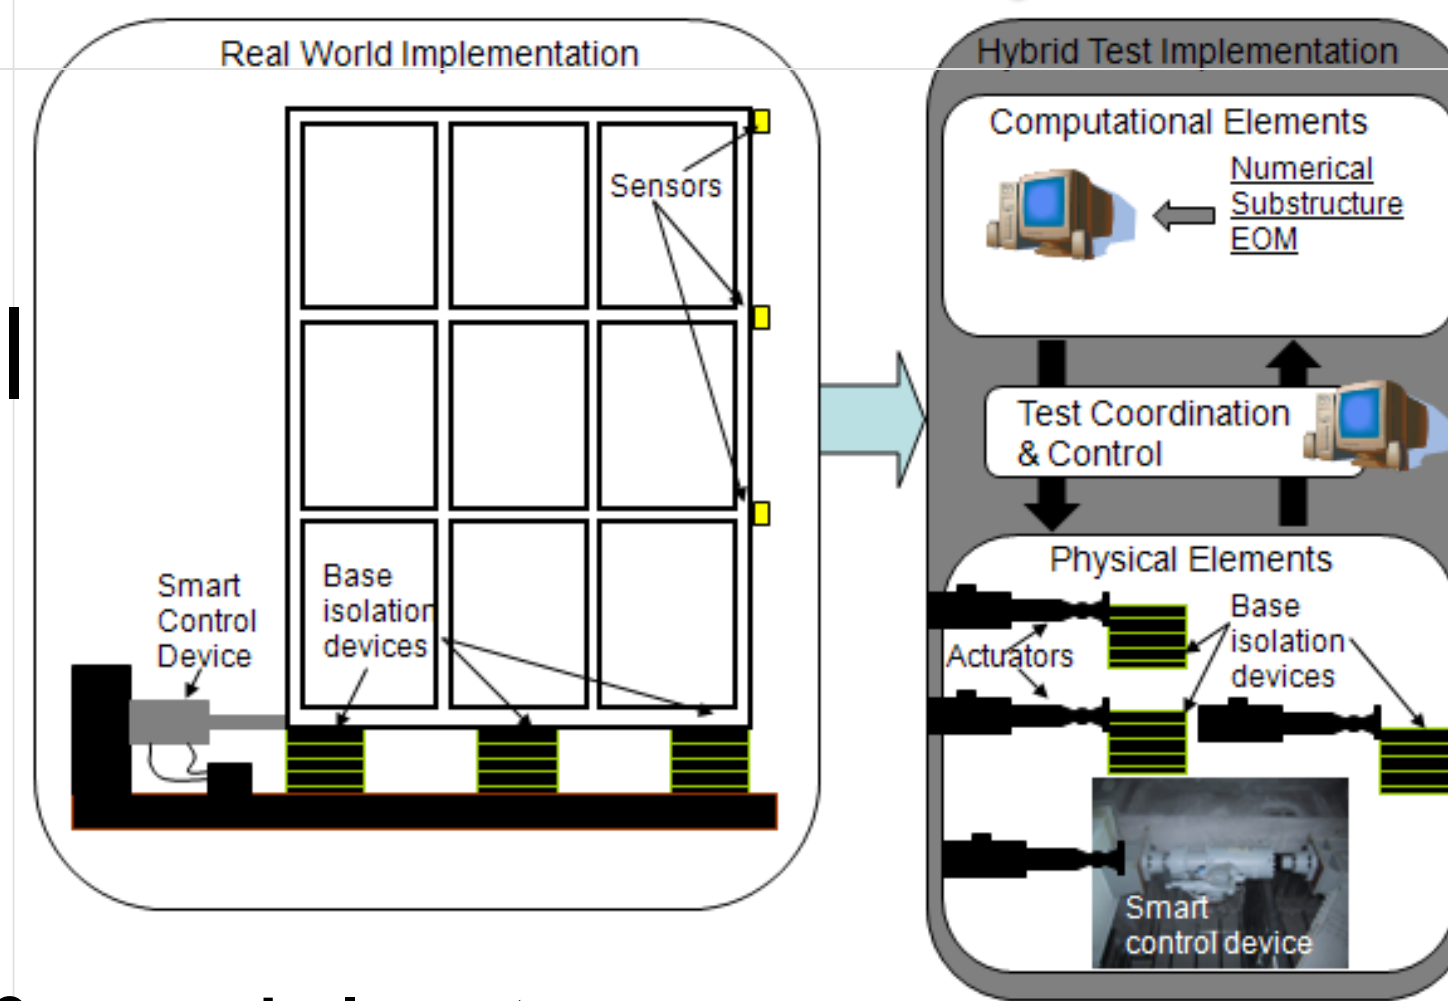 Real World Implementation
Sensors
Smart
Control
Device
Base
isolation
devices
Hybrid Test Implementation
Computational Elements
Numerical
Substructure
EOM
Test Coordination
& Control
Physical Elements
Actuators
Base
isolation
devices
Smart
control device